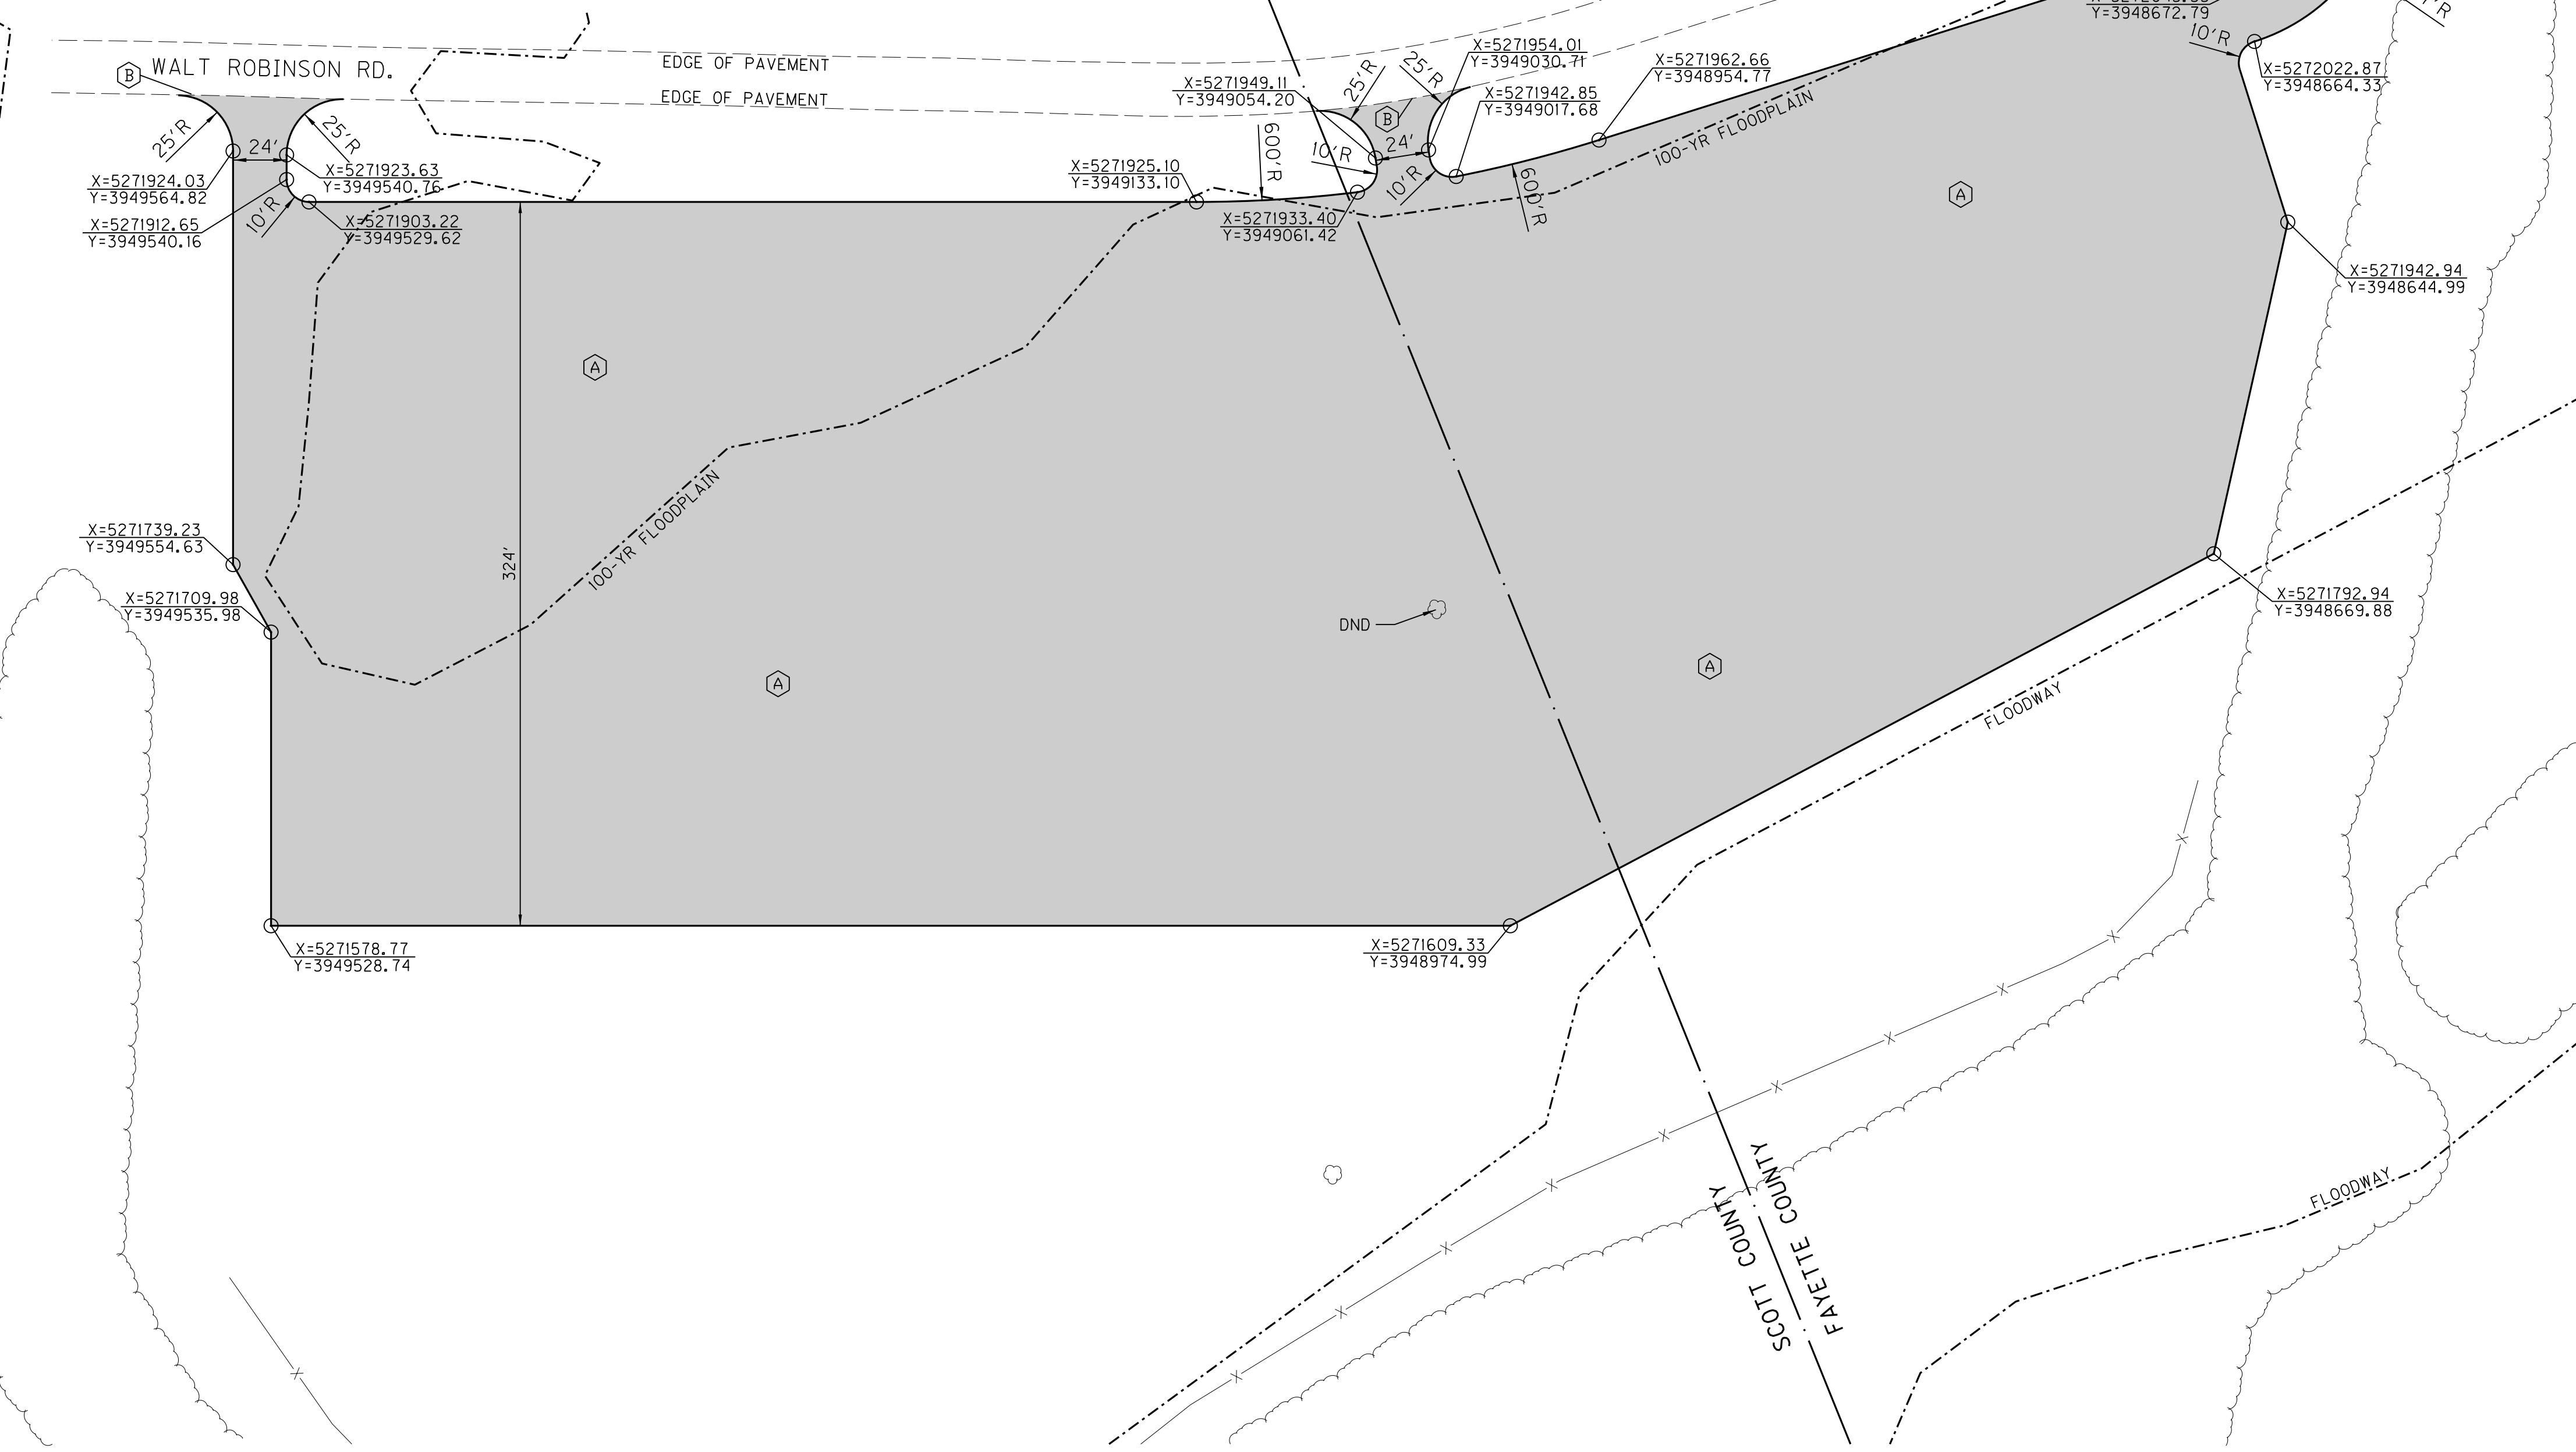 X=5272043.35
Y=3948672.79
10'R
WALT ROBINSON RD.
EDGE OF PAVEMENT
EDGE OF PAVEMENT
B
25'R
25'R
24'
X=5271924.03
Y=3949564.82
X=5271923.63
Y=3949540.76
X=5271912.65
Y=3949540.16
10'R
X=5271903.22
Y=3949529.62
X=5271925.10
Y=3949133.10
600'R
X=5271949.11
Y=3949054.20
25'R
25'R
B
10'R
24'
10'R
X=5271954.01
Y=3949030.71
X=5271942.85
Y=3949017.68
X=5271962.66
Y=3948954.77
X=5271933.40
Y=3949061.42
600'R
100-YR FLOODPLAIN
A
X=5272022.87
Y=3948664.33
X=5271942.94
Y=3948644.99
A
324'
100-YR FLOODPLAIN
X=5271739.23
Y=3949554.63
X=5271709.98
Y=3949535.98
DND
X=5271792.94
Y=3948669.88
A
A
FLOODWAY
X=5271578.77
Y=3949528.74
X=5271609.33
Y=3948974.99
SCOTT COUNTY
FAYETTE COUNTY
FLOODWAY